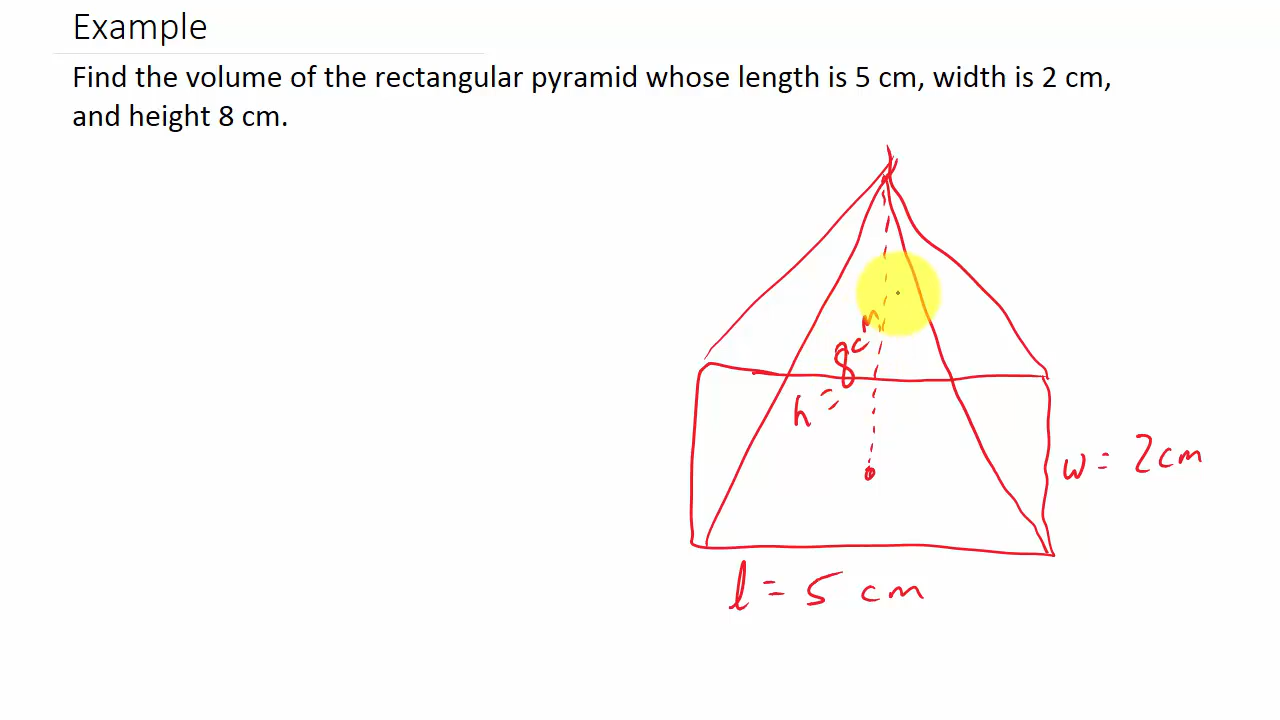 Example
Find the volume of the rectangular pyramid whose length is 5 cm, width is 2 cm,
and height 8 cm.
h = 8cm
w = 2cm
l = 5 cm